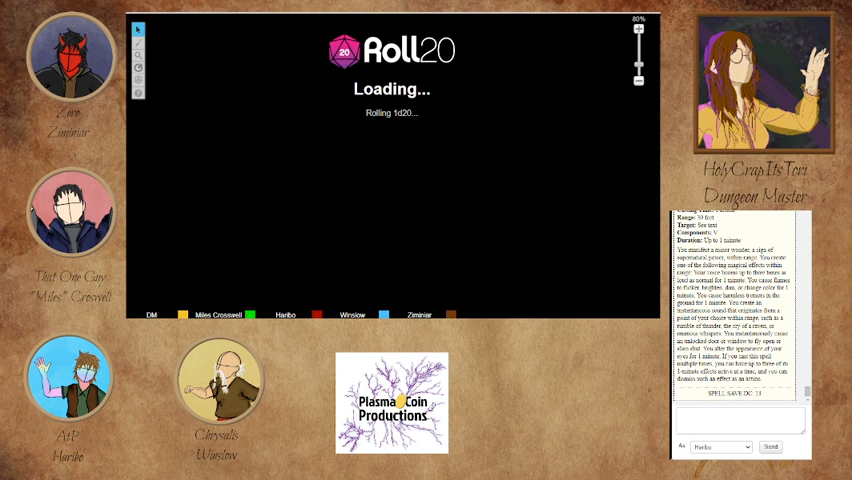 80%
20
Roll20
Loading...
Rolling 1d20...
DM
Miles Crosswell
Haribo
Winslow
Ziminiar
Zero
Ziminiar
That One Guy
"Miles" Croswell
AtP
Haribo
Chrysalis
Winslow
Plasma Coin
Productions
HolyCrapItsTori
Dungeon Master
Range: 30 feet
Target: See text
Components: V
Duration: Up to 1 minute
You manifest a minor wonder, a sign of
supernatural power, within range. You create
one of the following magical effects within
range: Your voice booms up to three times as
loud as normal for 1 minute. You cause flames
to flicker, brighten, dim, or change color for 1
minute. You cause harmless tremors in the
ground for 1 minute. You create an
instantaneous sound that originates from a
point of your choice within range, such as a
rumble of thunder, the cry of a raven, or
ominous whispers. You instantaneously cause
an unlocked door or window to fly open or
slam shut. You alter the appearance of your
eyes for 1 minute. If you cast this spell
multiple times, you can have up to three of its
1-minute effects active at a time, and you can
dismiss such an effect as an action.
SPELL SAVE DC: 13
As
Haribo
Send